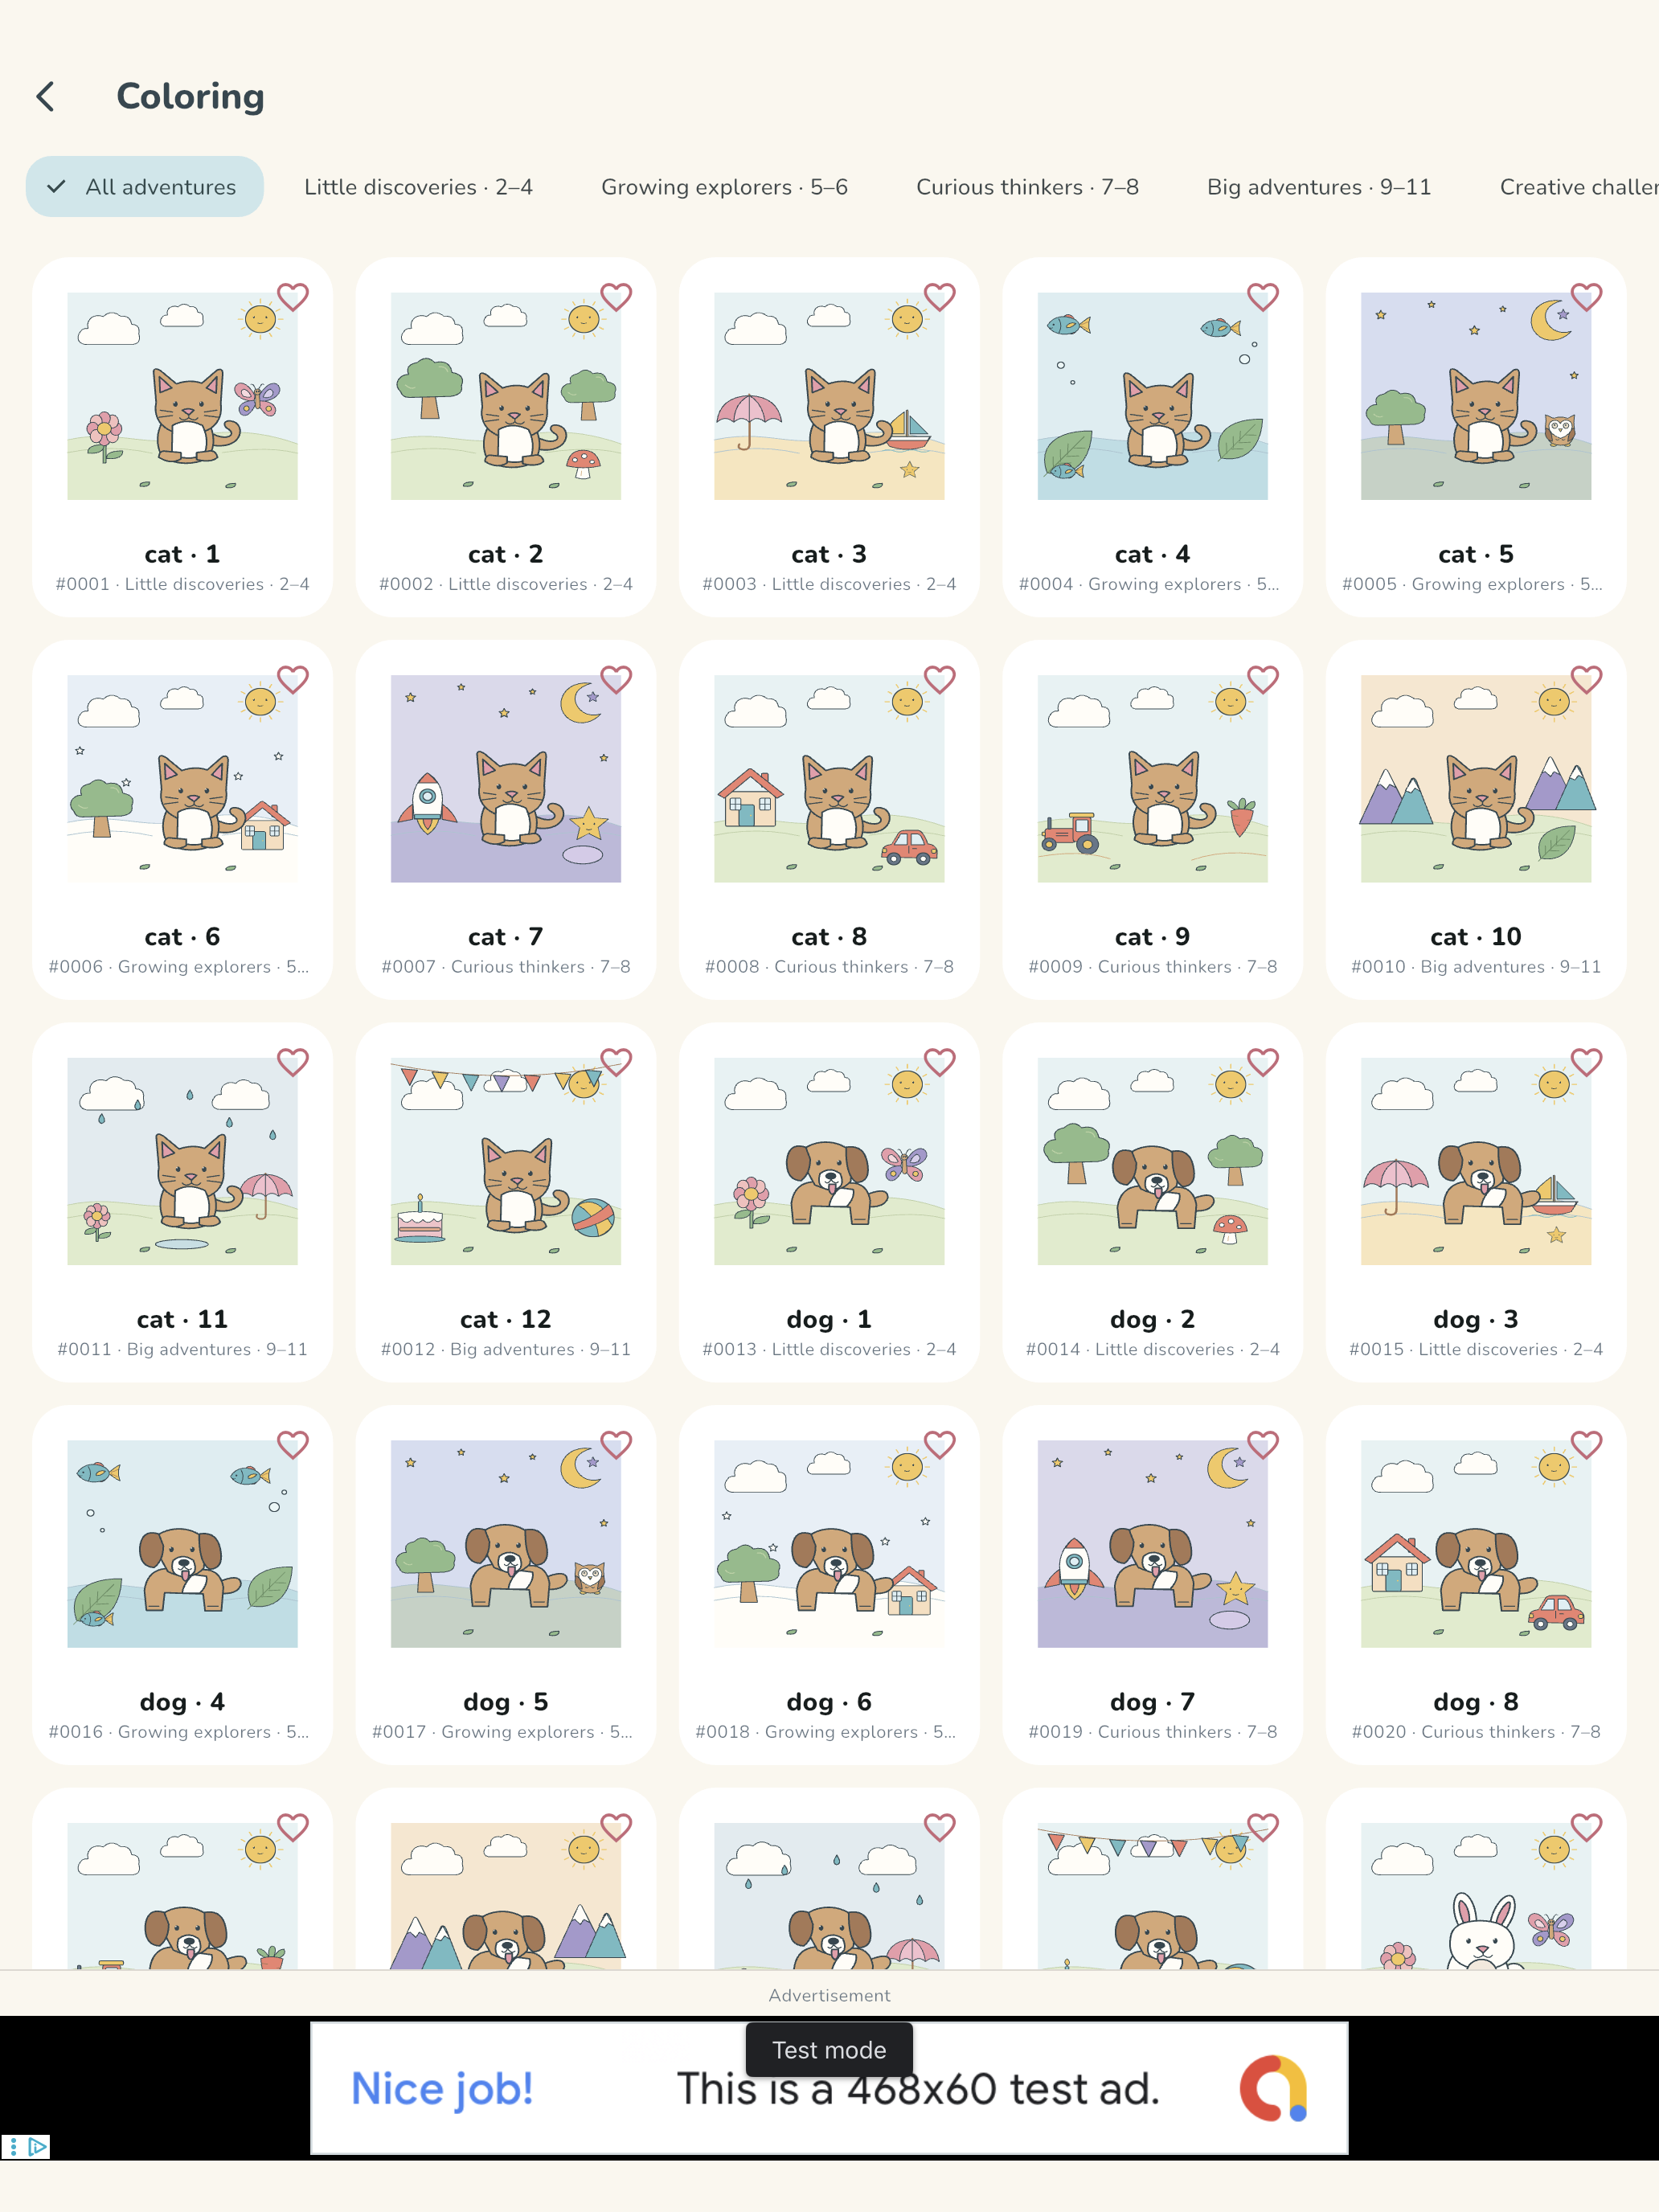 Coloring
All adventures
Little discoveries · 2–4
Growing explorers · 5–6
Curious thinkers · 7–8
Big adventures · 9–11
Creative challen
cat · 1
#0001 · Little discoveries · 2–4
cat · 2
#0002 · Little discoveries · 2–4
cat · 3
#0003 · Little discoveries · 2–4
cat · 4
#0004 · Growing explorers · 5...
cat · 5
#0005 · Growing explorers · 5...
cat · 6
#0006 · Growing explorers · 5...
cat · 7
#0007 · Curious thinkers · 7–8
cat · 8
#0008 · Curious thinkers · 7–8
cat · 9
#0009 · Curious thinkers · 7–8
cat · 10
#0010 · Big adventures · 9–11
cat · 11
#0011 · Big adventures · 9–11
cat · 12
#0012 · Big adventures · 9–11
dog · 1
#0013 · Little discoveries · 2–4
dog · 2
#0014 · Little discoveries · 2–4
dog · 3
#0015 · Little discoveries · 2–4
dog · 4
#0016 · Growing explorers · 5...
dog · 5
#0017 · Growing explorers · 5...
dog · 6
#0018 · Growing explorers · 5...
dog · 7
#0019 · Curious thinkers · 7–8
dog · 8
#0020 · Curious thinkers · 7–8
Advertisement
Test mode
Nice job!
This is a 468x60 test ad.